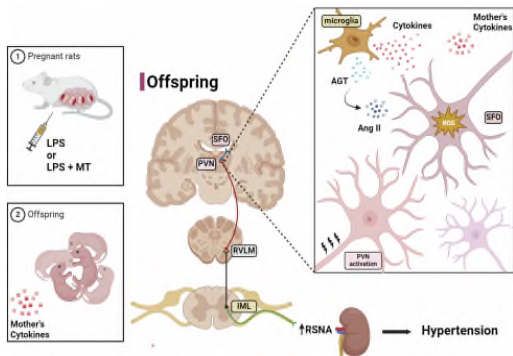 1 Pregnant rats
LPS
or
LPS + MT
2 Offspring
Mother's
Cytokines
Offspring
SFO
PVN
RVLM
IML
microglia
Cytokines
Mother's
Cytokines
AGT
Ang II
ROS
SFO
PVN
activation
↑RSNA
Hypertension